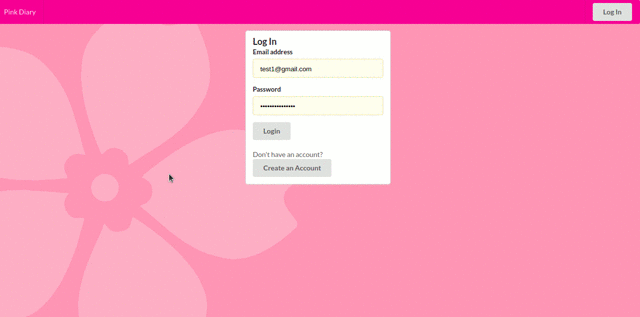 Pink Diary
Log In
Log In
Email address
test1@gmail.com
Password
••••••••••••••••
Login
Don't have an account?
Create an Account